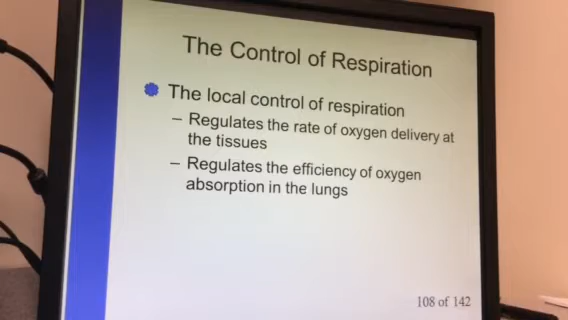 The Control of Respiration
The local control of respiration
– Regulates the rate of oxygen delivery at
the tissues
– Regulates the efficiency of oxygen
absorption in the lungs
108 of 142